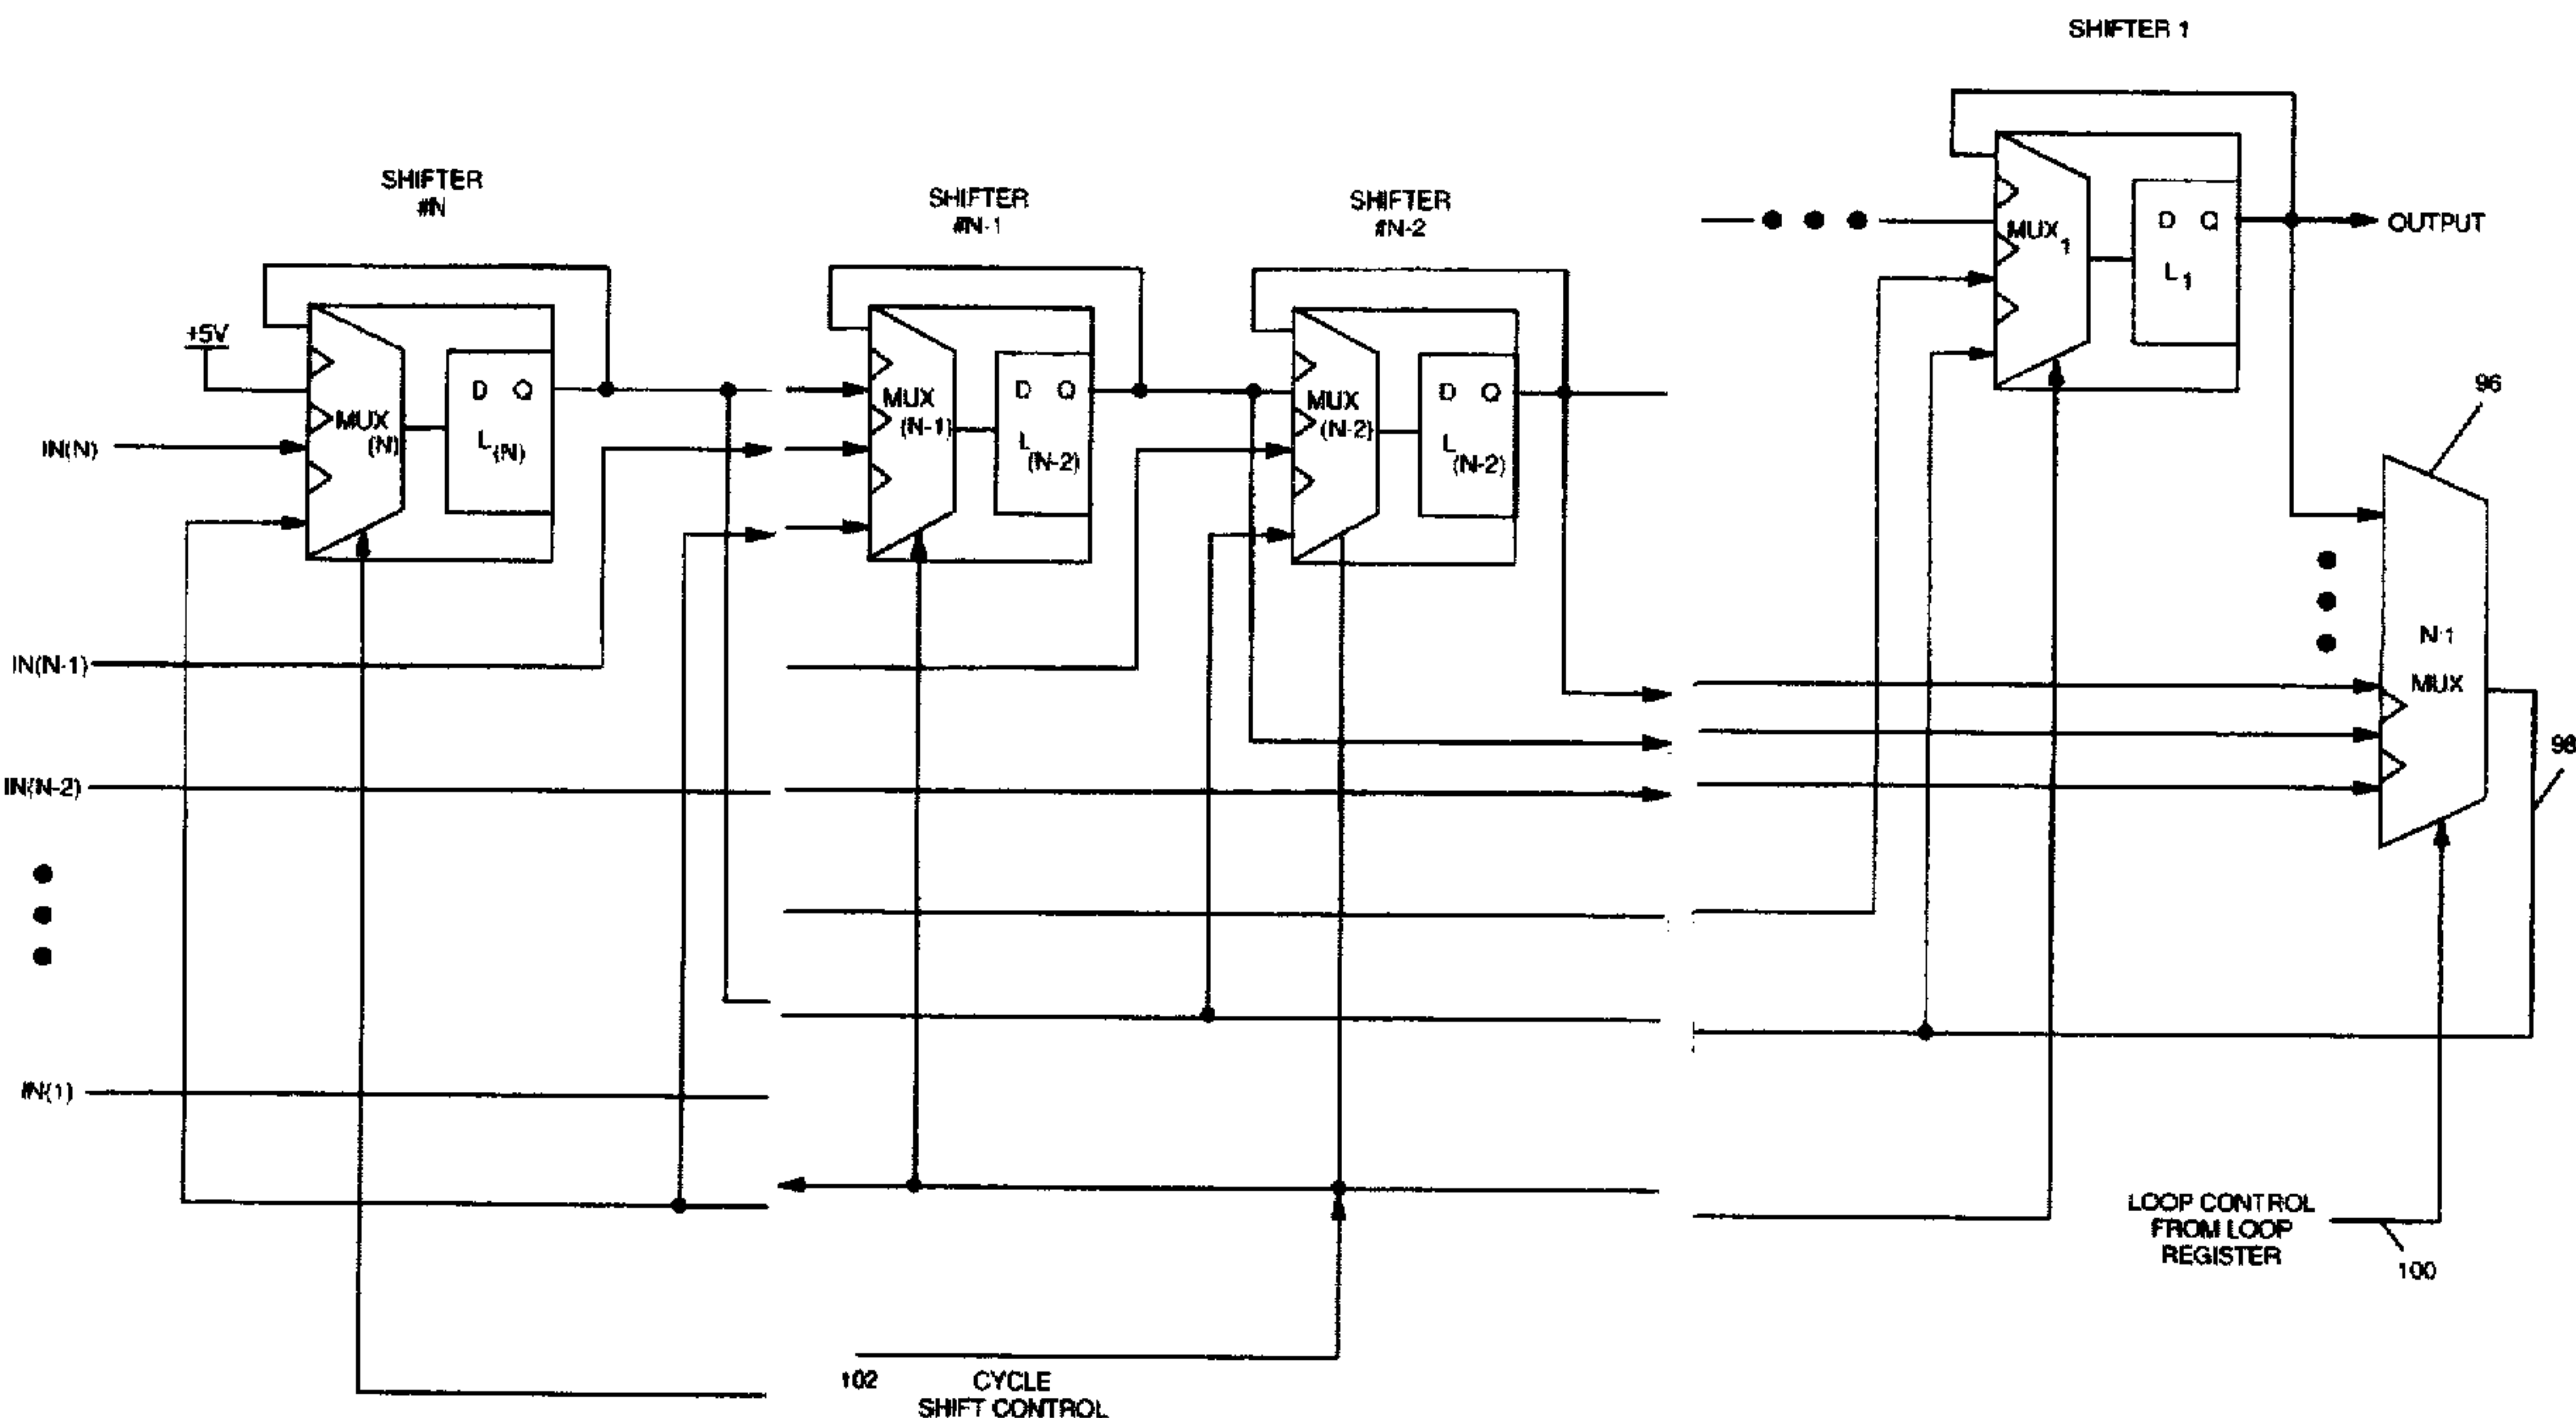 SHIFTER 1
SHIFTER
#N
SHIFTER
#N-1
SHIFTER
#N-2
MUX1
D Q
L1
OUTPUT
+5V
IN(N)
MUX
(N)
D Q
L(N)
MUX
(N-1)
D Q
L(N-2)
MUX
(N-2)
D Q
L(N-2)
96
N:1
MUX
98
IN(N-1)
IN(N-2)
IN(1)
LOOP CONTROL
FROM LOOP
REGISTER
100
102
CYCLE
SHIFT CONTROL